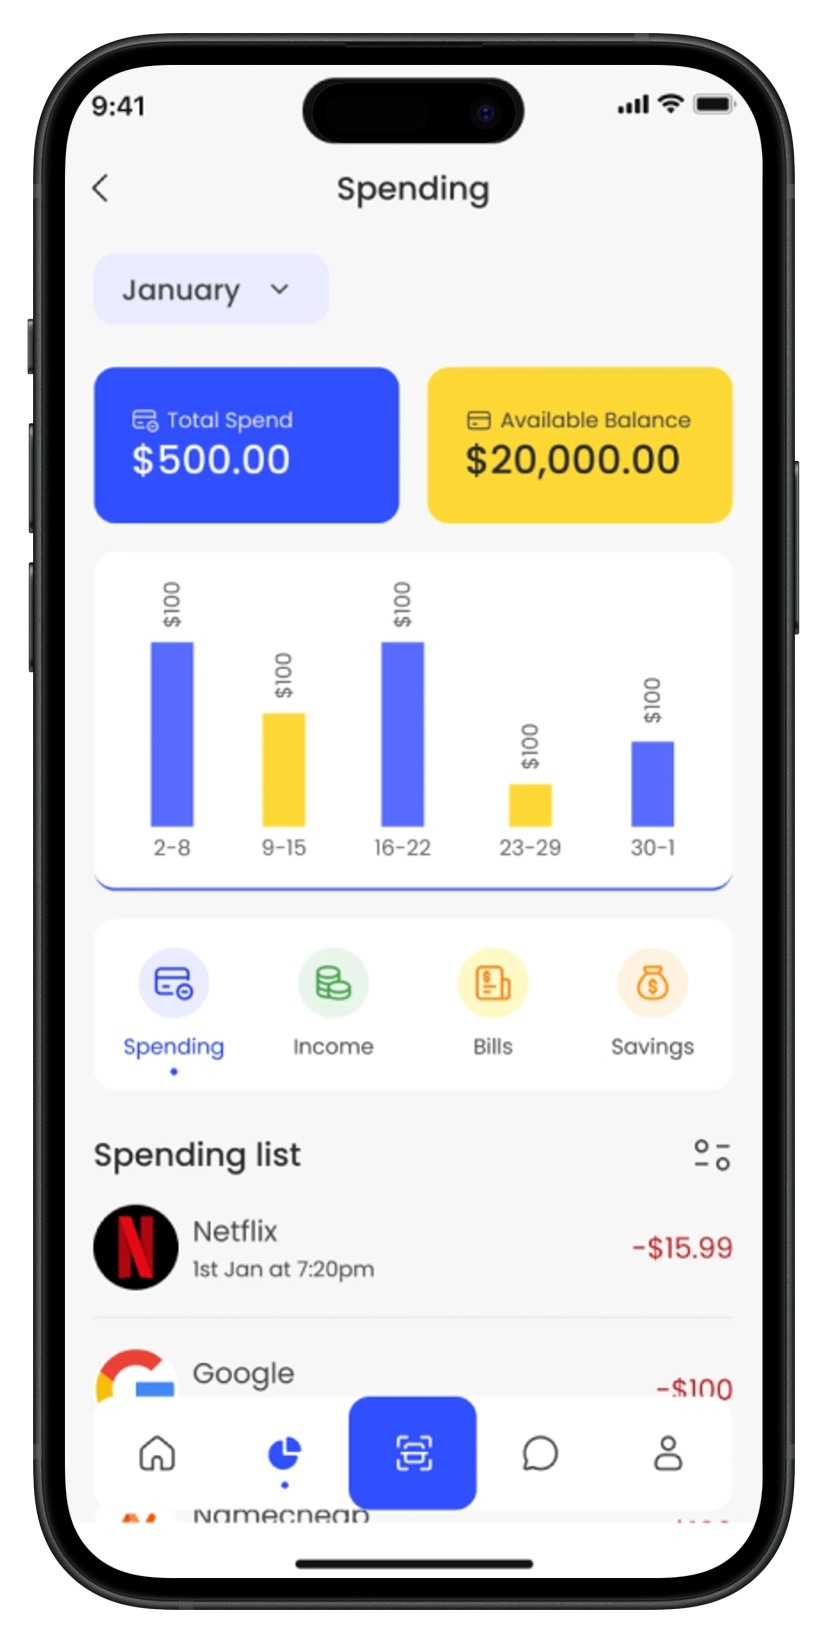 9:41
Spending
January
Total Spend
$500.00
Available Balance
$20,000.00
$100
$100
$100
$100
$100
2-8
9-15
16-22
23-29
30-1
Spending
Income
Bills
Savings
Spending list
Netflix
1st Jan at 7:20pm
-$15.99
Google
-$100
Namecheap